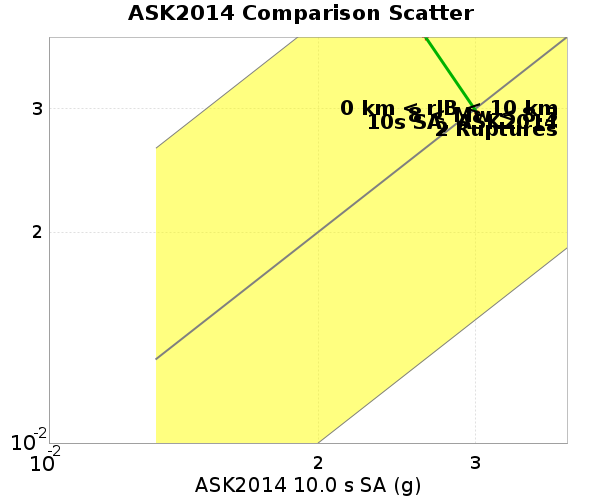 ASK2014 Comparison Scatter
3
0 km < rJB < 10 km
10s SA, ASK2014
2 Ruptures
2
10-2
10-2
2
3
ASK2014 10.0 s SA (g)